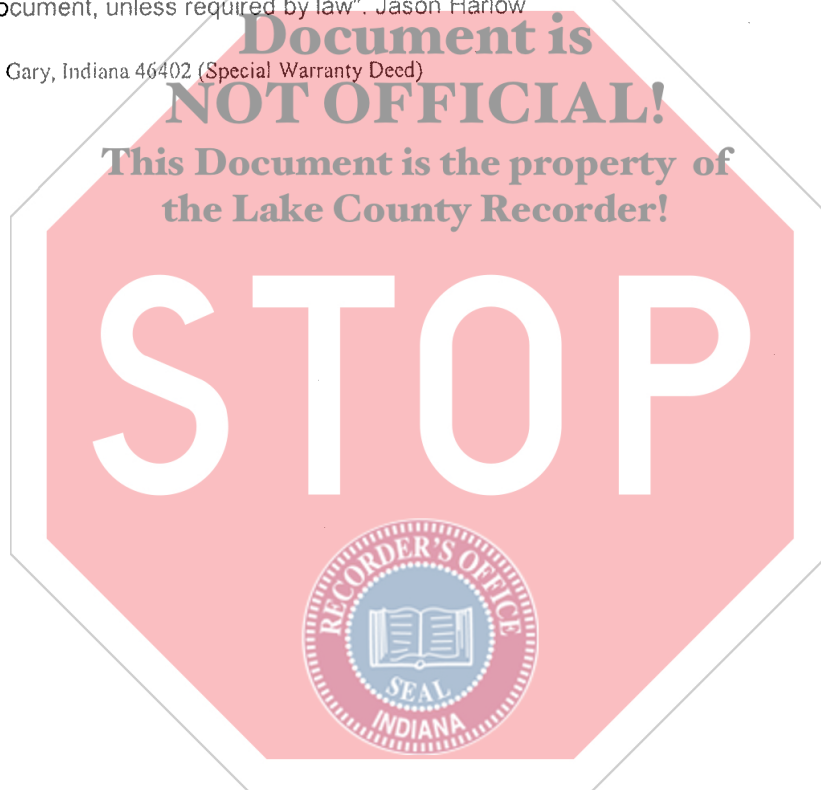 ocument, unless required by law". Jason Harlow
Document is
Gary, Indiana 46402 (Special Warranty Deed)
NOT OFFICIAL!
This Document is the property of
the Lake County Recorder!
STOP
RECORDER'S OFFICE
SEAL
INDIANA